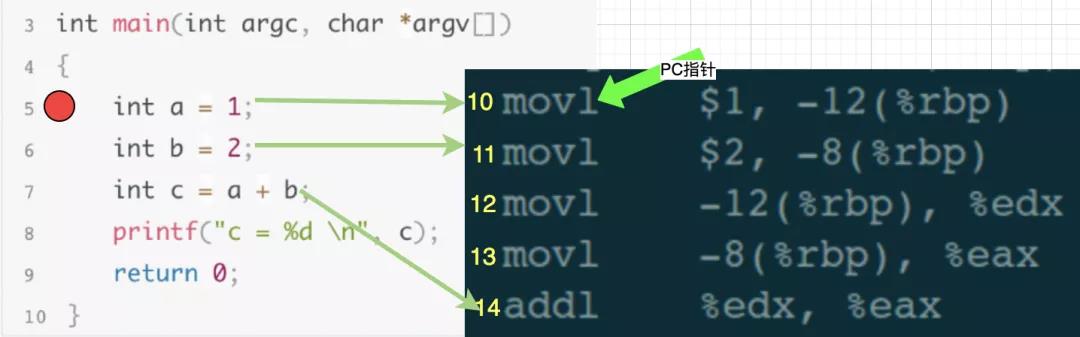 3 int main(int argc, char *argv[])
4 {
5 int a = 1;
6 int b = 2;
7 int c = a + b;
8 printf("c = %d \n", c);
9 return 0;
10 }
PC指针
10 movl $1, -12(%rbp)
11 movl $2, -8(%rbp)
12 movl -12(%rbp), %edx
13 movl -8(%rbp), %eax
14 addl %edx, %eax